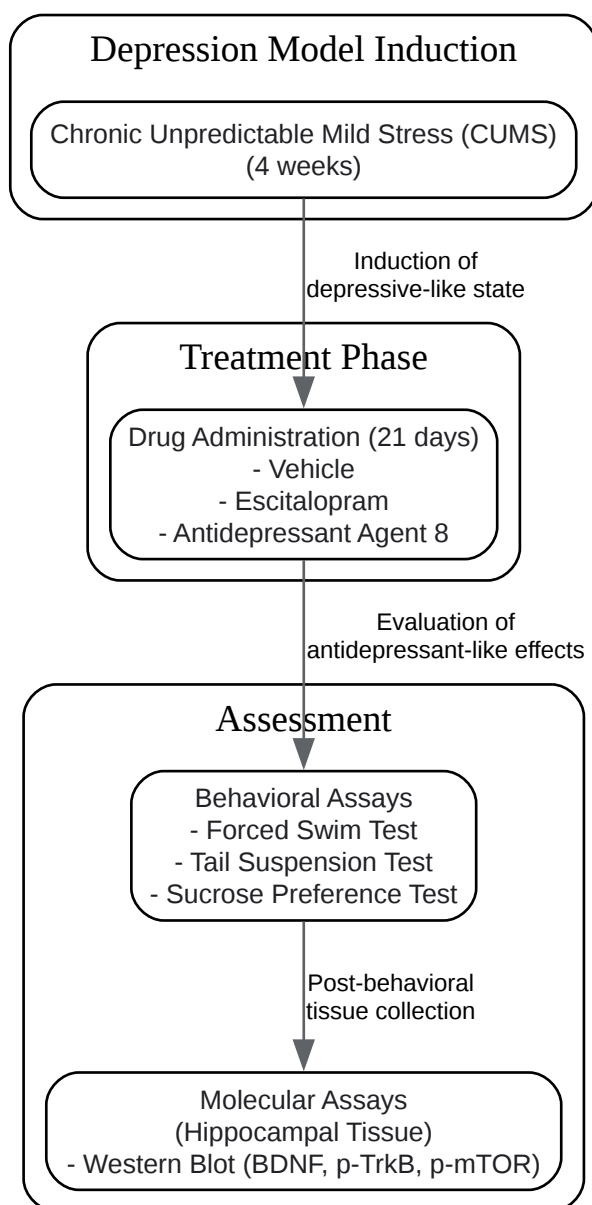 Depression Model Induction
Chronic Unpredictable Mild Stress (CUMS)
(4 weeks)
Induction of
depressive-like state
Treatment Phase
Drug Administration (21 days)
- Vehicle
- Escitalopram
- Antidepressant Agent 8
Evaluation of
antidepressant-like effects
Assessment
Behavioral Assays
- Forced Swim Test
- Tail Suspension Test
- Sucrose Preference Test
Post-behavioral
tissue collection
Molecular Assays
(Hippocampal Tissue)
- Western Blot (BDNF, p-TrkB, p-mTOR)